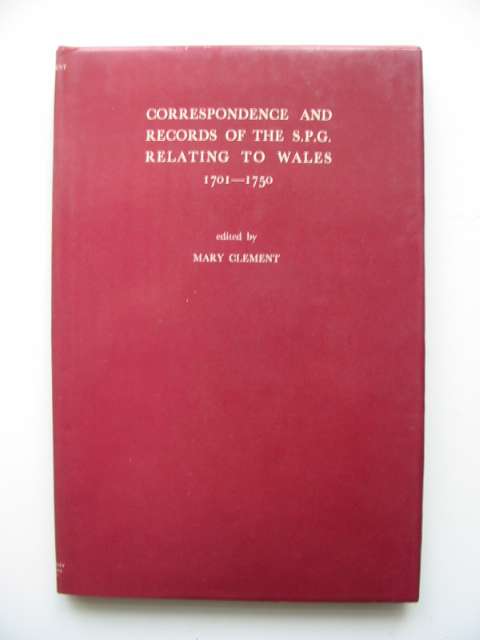 CORRESPONDENCE AND
RECORDS OF THE S.P.G.
RELATING TO WALES
1701—1750
edited by
MARY CLEMENT